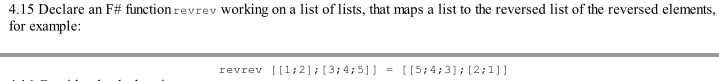 4.15 Declare an F# function revrev working on a list of lists, that maps a list to the reversed list of the reversed elements,
for example:
revrev [[1;2];[3;4;5]] = [[5;4;3];[2;1]]